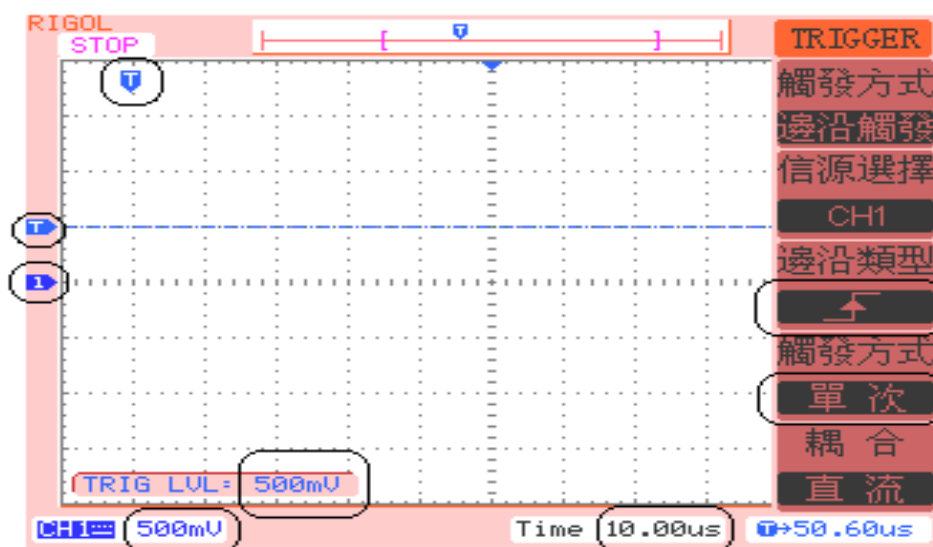 RIGOL
STOP
T
TRIGGER
T
觸發方式
邊沿觸發
信源選擇
T
CH1
邊沿類型
1
觸發方式
單次
耦合
TRIG LVL= 500mV
直流
CH1 500mV Time 10.00us T→50.60us